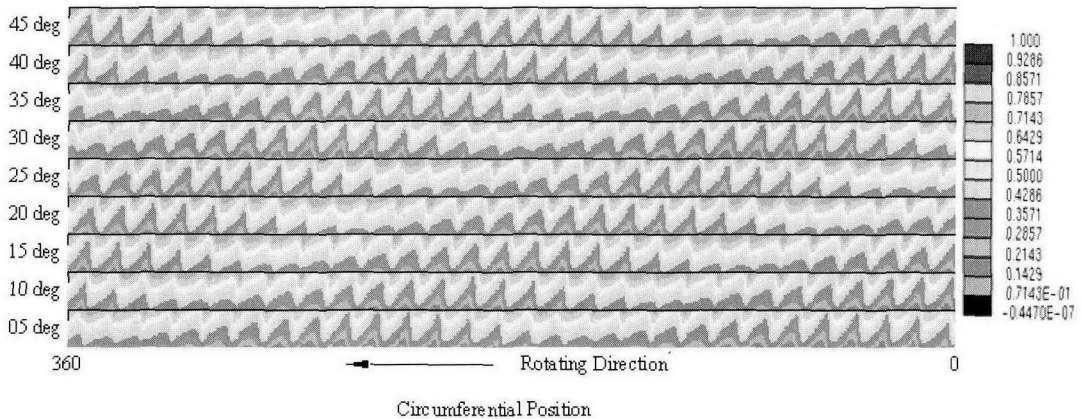 45 deg
40 deg
35 deg
30 deg
25 deg
20 deg
15 deg
10 deg
05 deg
1.000
0.9286
0.8571
0.7857
0.7143
0.6429
0.5714
0.5000
0.4286
0.3571
0.2857
0.2143
0.1429
0.7143E-01
-0.4470E-07
360
Rotating Direction
0
Circumferential Position